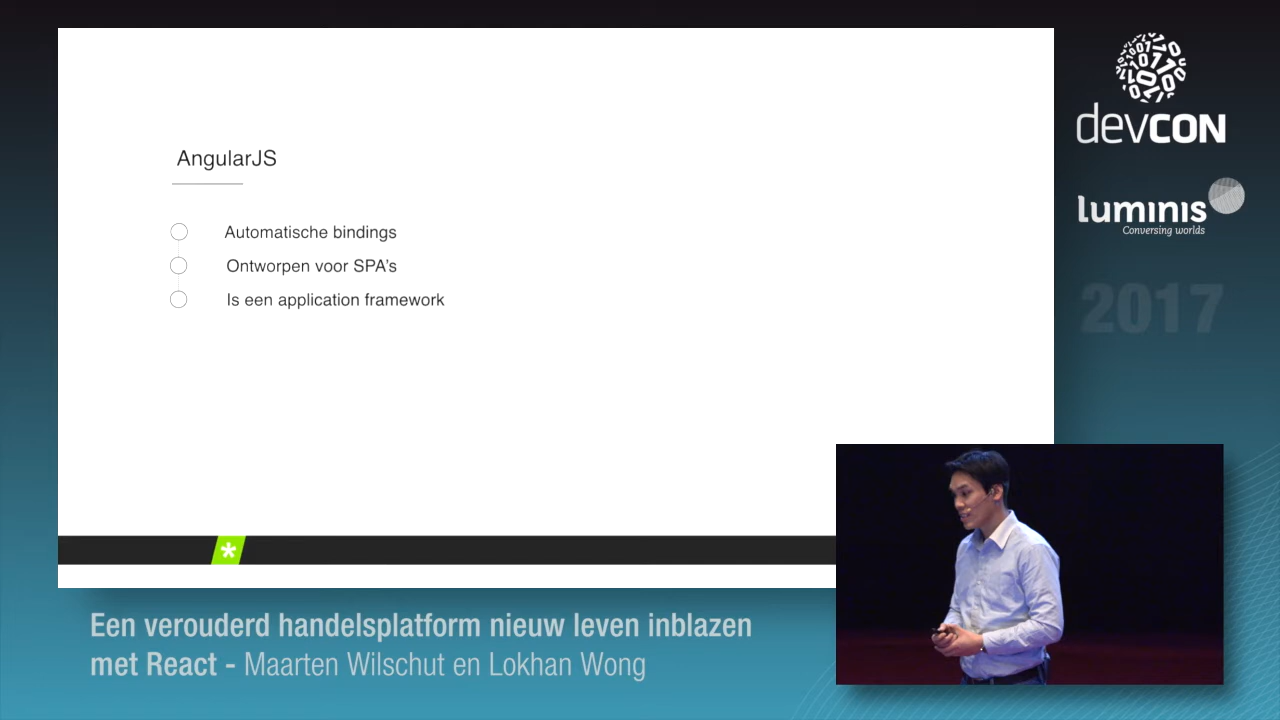 AngularJS
Automatische bindings
Ontworpen voor SPA's
Is een application framework
devCON
luminis
Conversing worlds
2017
Een verouderd handelsplatform nieuw leven inblazen
met React - Maarten Wilschut en Lokhan Wong